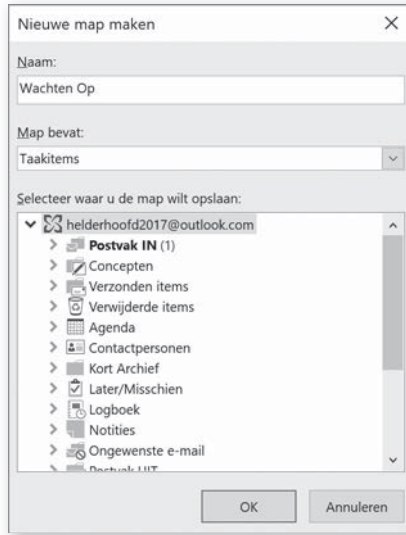 Nieuwe map maken
Naam:
Wachten Op
Map bevat:
Taakitems
Selecteer waar u de map wilt opslaan:
helderhoofd2017@outlook.com
Postvak IN (1)
Concepten
Verzonden items
Verwijderde items
Agenda
Contactpersonen
Kort Archief
Later/Misschien
Logboek
Notities
Ongewenste e-mail
Postvak UIT
OK Annuleren